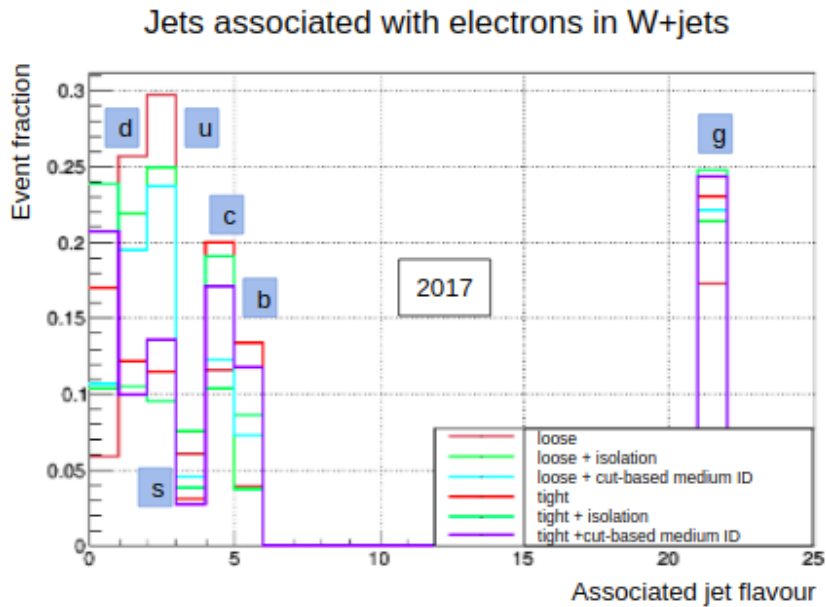 Jets associated with electrons in W+jets
Event fraction
0.3
0.25
0.2
0.15
0.1
0.05
0
d
u
g
c
b
s
2017
loose
loose + isolation
loose + cut-based medium ID
tight
tight + isolation
tight +cut-based medium ID
0 5 10 15 20 25
Associated jet flavour